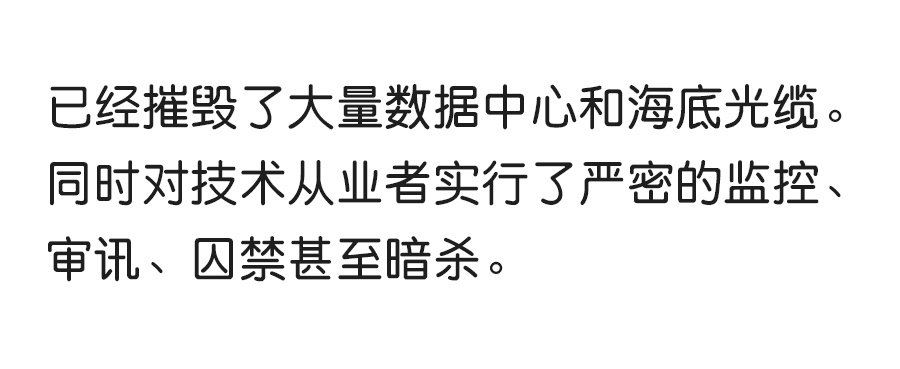 已经摧毁了大量数据中心和海底光缆。
同时对技术从业者实行了严密的监控、
审讯、囚禁甚至暗杀。